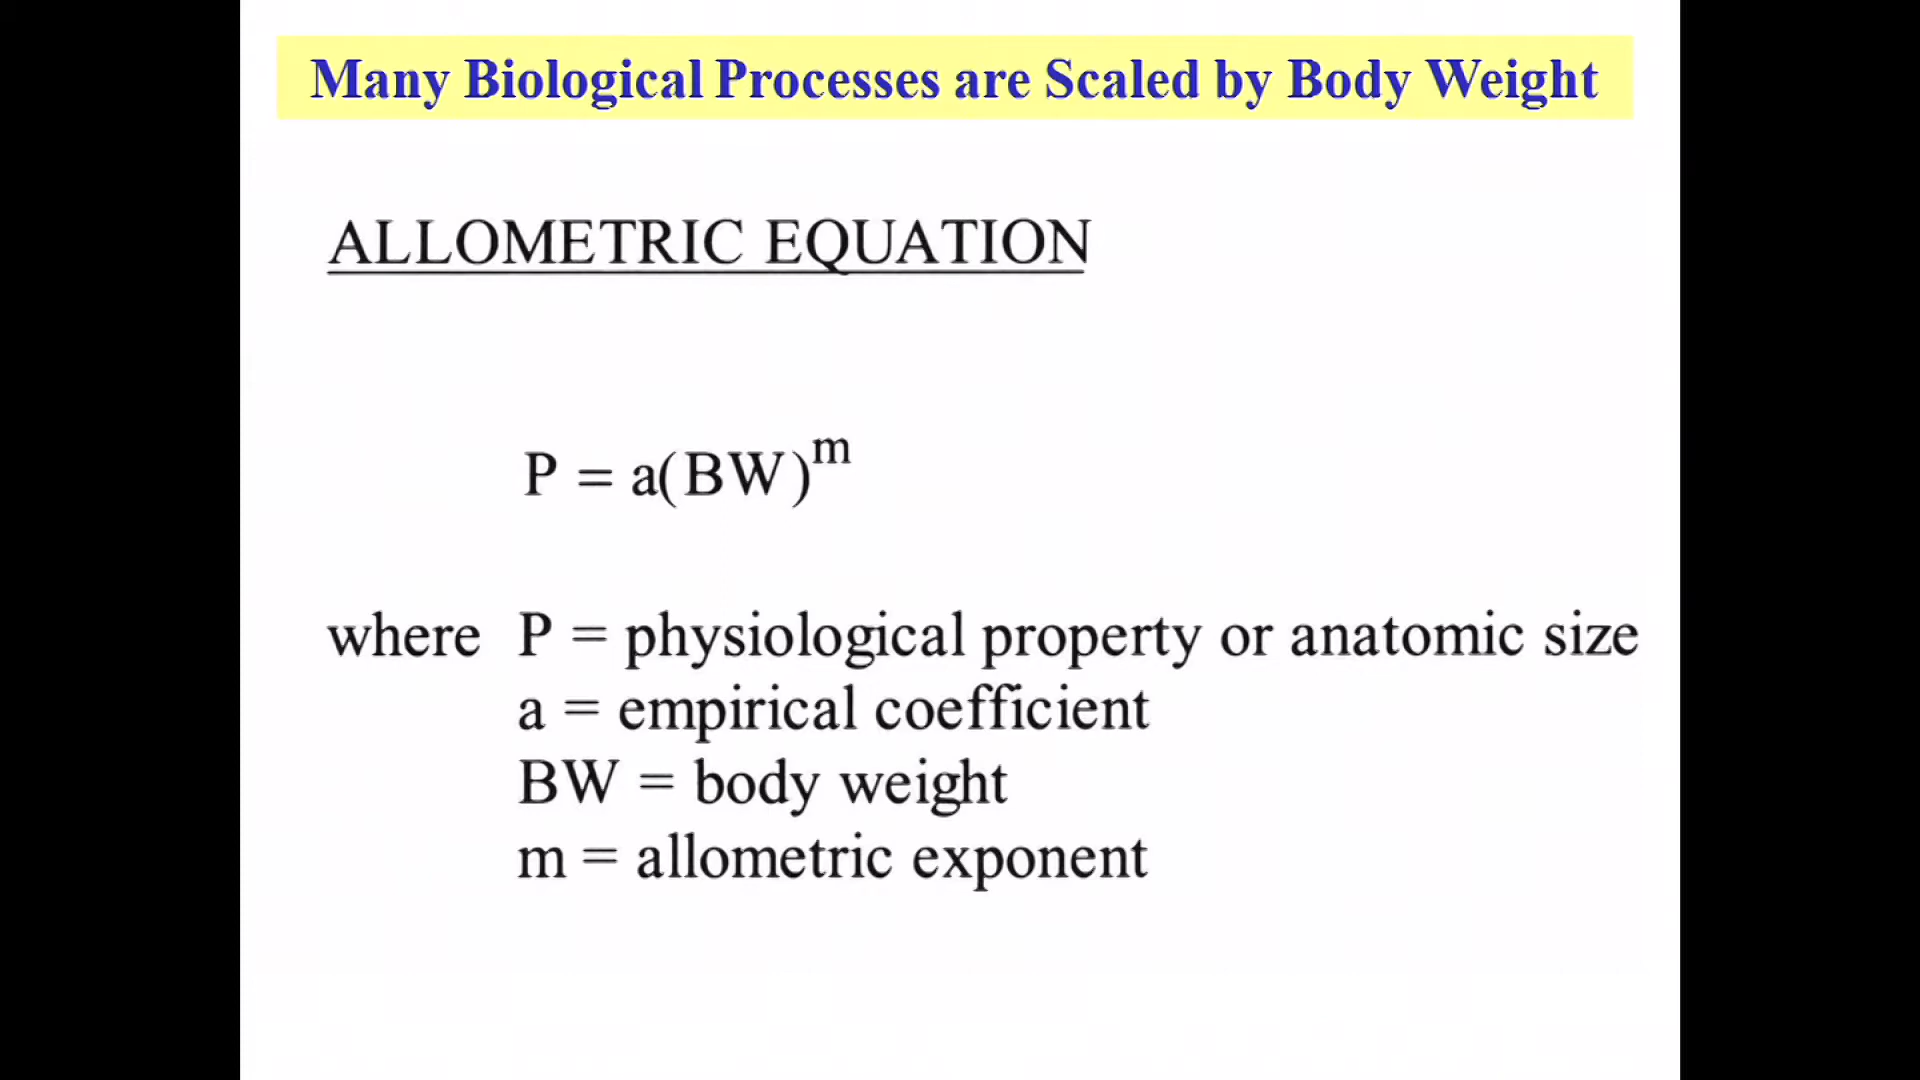 Many Biological Processes are Scaled by Body Weight
ALLOMETRIC EQUATION
P = a(BW)^m
where P = physiological property or anatomic size
a = empirical coefficient
BW = body weight
m = allometric exponent